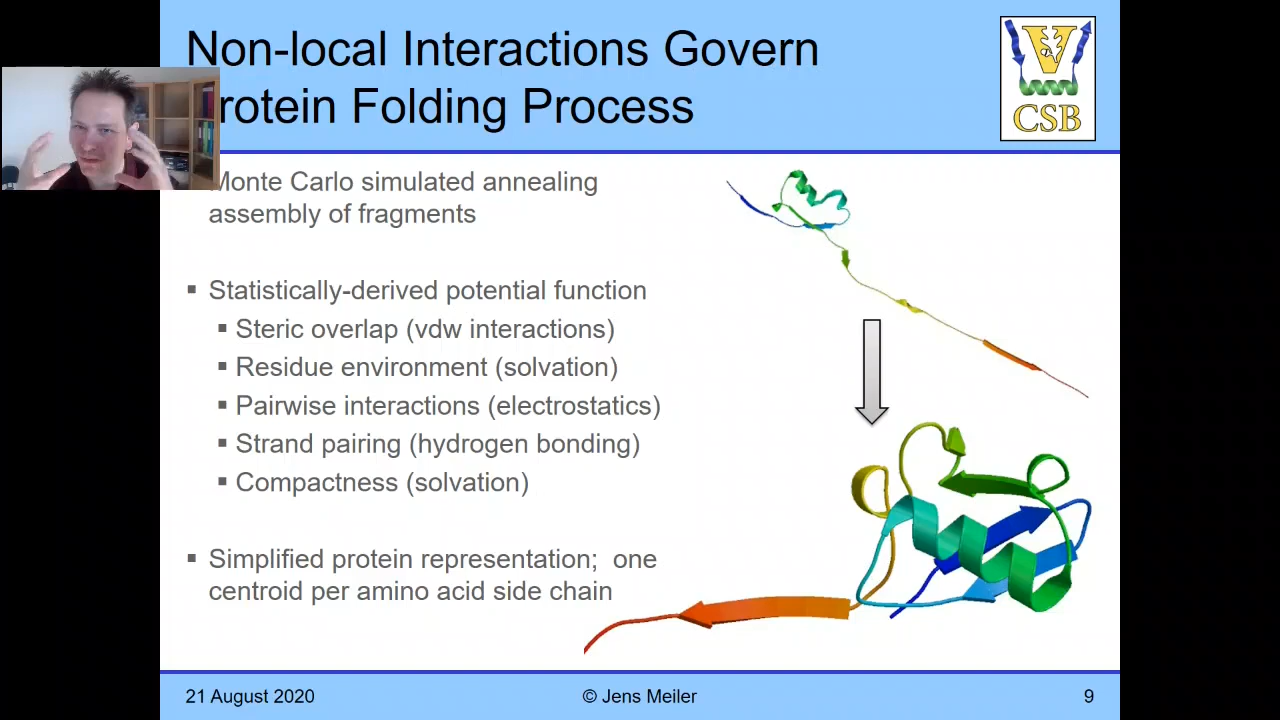 Non-local Interactions Govern
rotein Folding Process
V
CSB
Monte Carlo simulated annealing
assembly of fragments
▪ Statistically-derived potential function
▪ Steric overlap (vdw interactions)
▪ Residue environment (solvation)
▪ Pairwise interactions (electrostatics)
▪ Strand pairing (hydrogen bonding)
▪ Compactness (solvation)
▪ Simplified protein representation; one
centroid per amino acid side chain
21 August 2020
© Jens Meiler
9